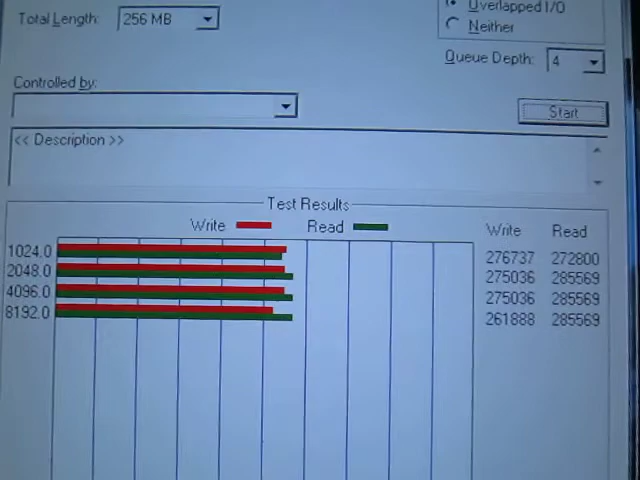 Overlapped I/O
Total Length: 256 MB
Neither
Queue Depth: 4
Controlled by:
Start
<< Description >>
Test Results
Write Read Write Read
1024.0 276737 272800
2048.0 275036 285569
4096.0 275036 285569
8192.0 261888 285569